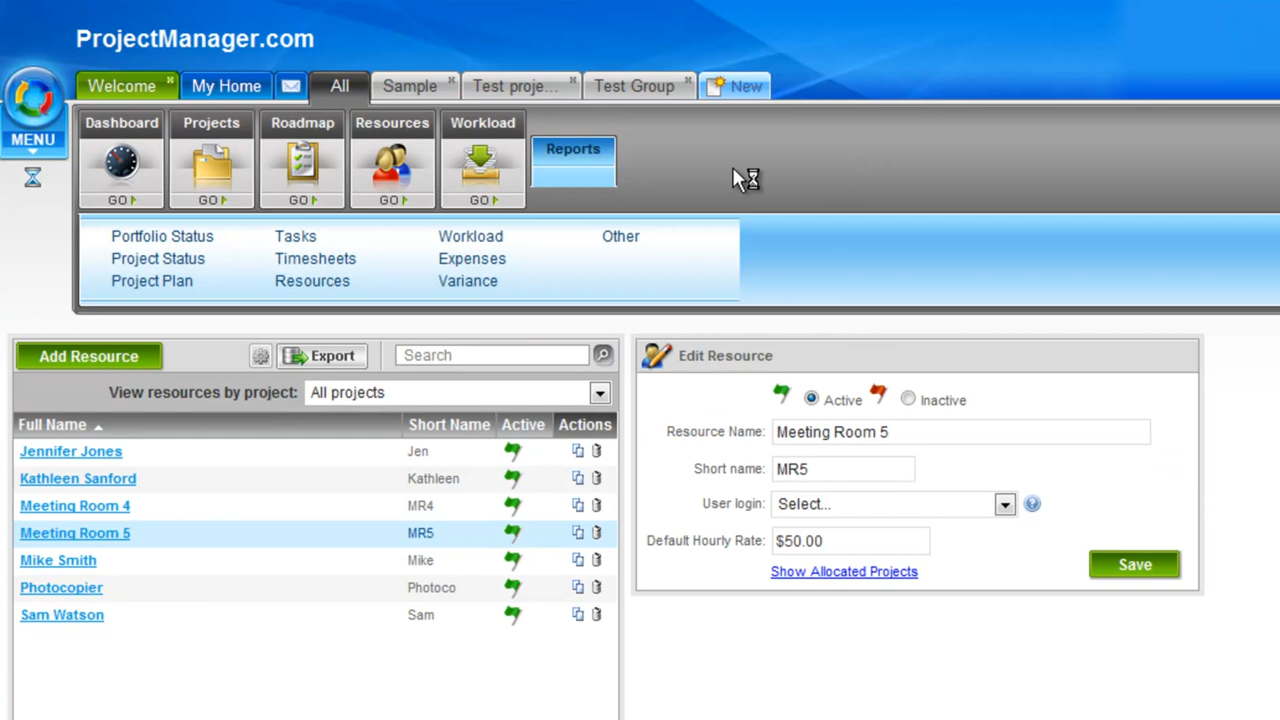 ProjectManager.com
Welcome
My Home
All
Sample
Test proje...
Test Group
New
MENU
Dashboard
Projects
Roadmap
Resources
Workload
Reports
GO
GO
GO
GO
GO
Portfolio Status
Tasks
Workload
Other
Project Status
Timesheets
Expenses
Project Plan
Resources
Variance
Add Resource
Export
Search
View resources by project: All projects
Full Name Short Name Active Actions
Jennifer Jones Jen
Kathleen Sanford Kathleen
Meeting Room 4 MR4
Meeting Room 5 MR5
Mike Smith Mike
Photocopier Photoco
Sam Watson Sam
Edit Resource
Active Inactive
Resource Name: Meeting Room 5
Short name: MR5
User login: Select...
Default Hourly Rate: $50.00
Show Allocated Projects
Save